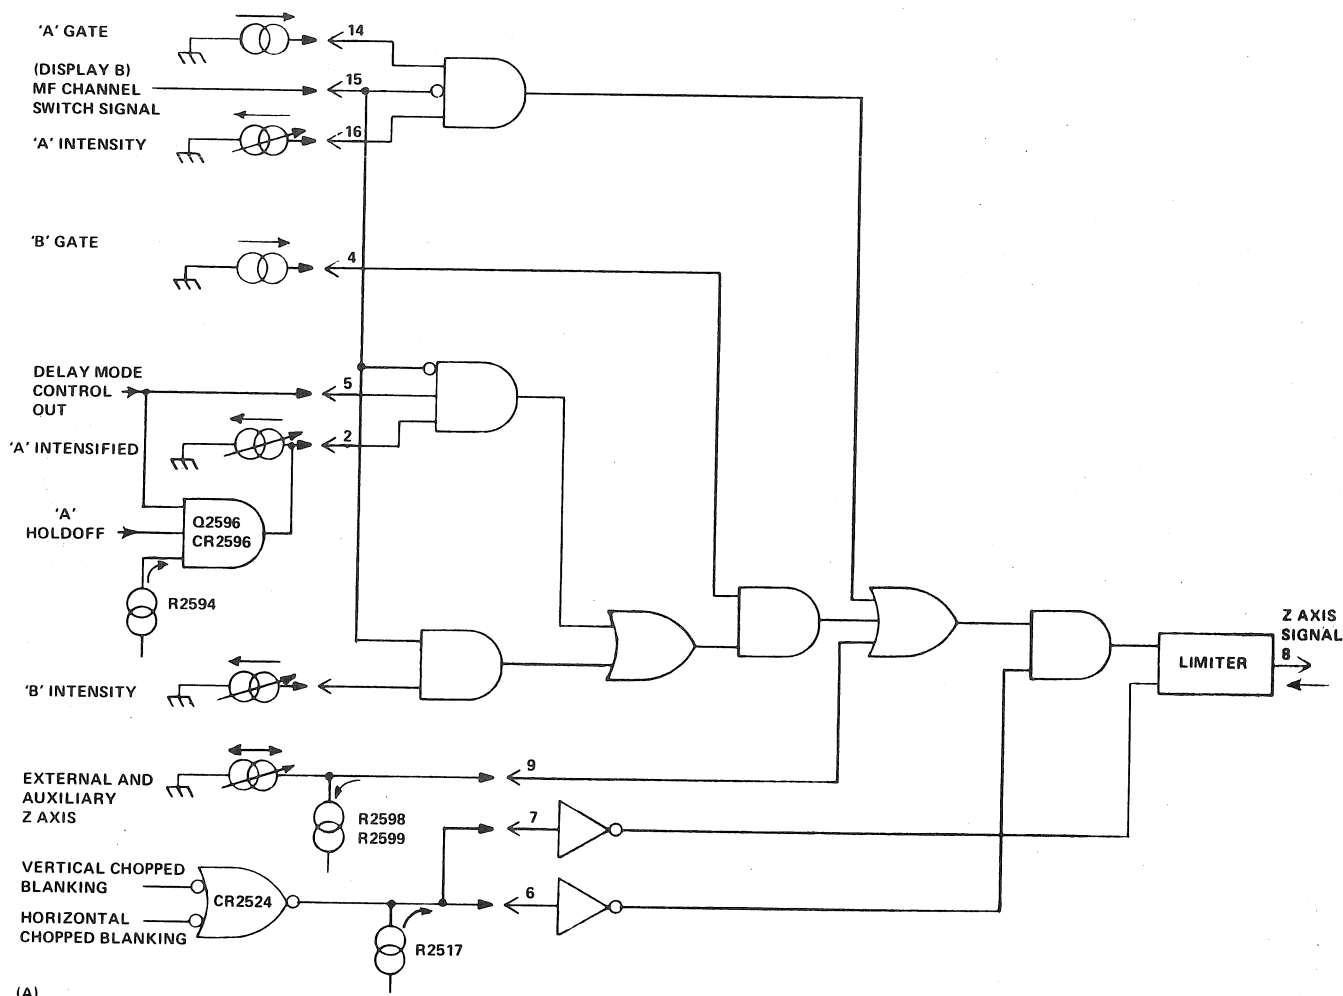 'A' GATE
14
(DISPLAY B)
MF CHANNEL
SWITCH SIGNAL
15
'A' INTENSITY
16
'B' GATE
4
DELAY MODE
CONTROL
OUT
5
'A' INTENSIFIED
2
'A'
HOLDOFF
Q2596
CR2596
R2594
'B' INTENSITY
Z AXIS
SIGNAL
8
LIMITER
EXTERNAL AND
AUXILIARY
Z AXIS
9
R2598
R2599
7
VERTICAL CHOPPED
BLANKING
CR2524
6
HORIZONTAL
CHOPPED BLANKING
R2517
(A)